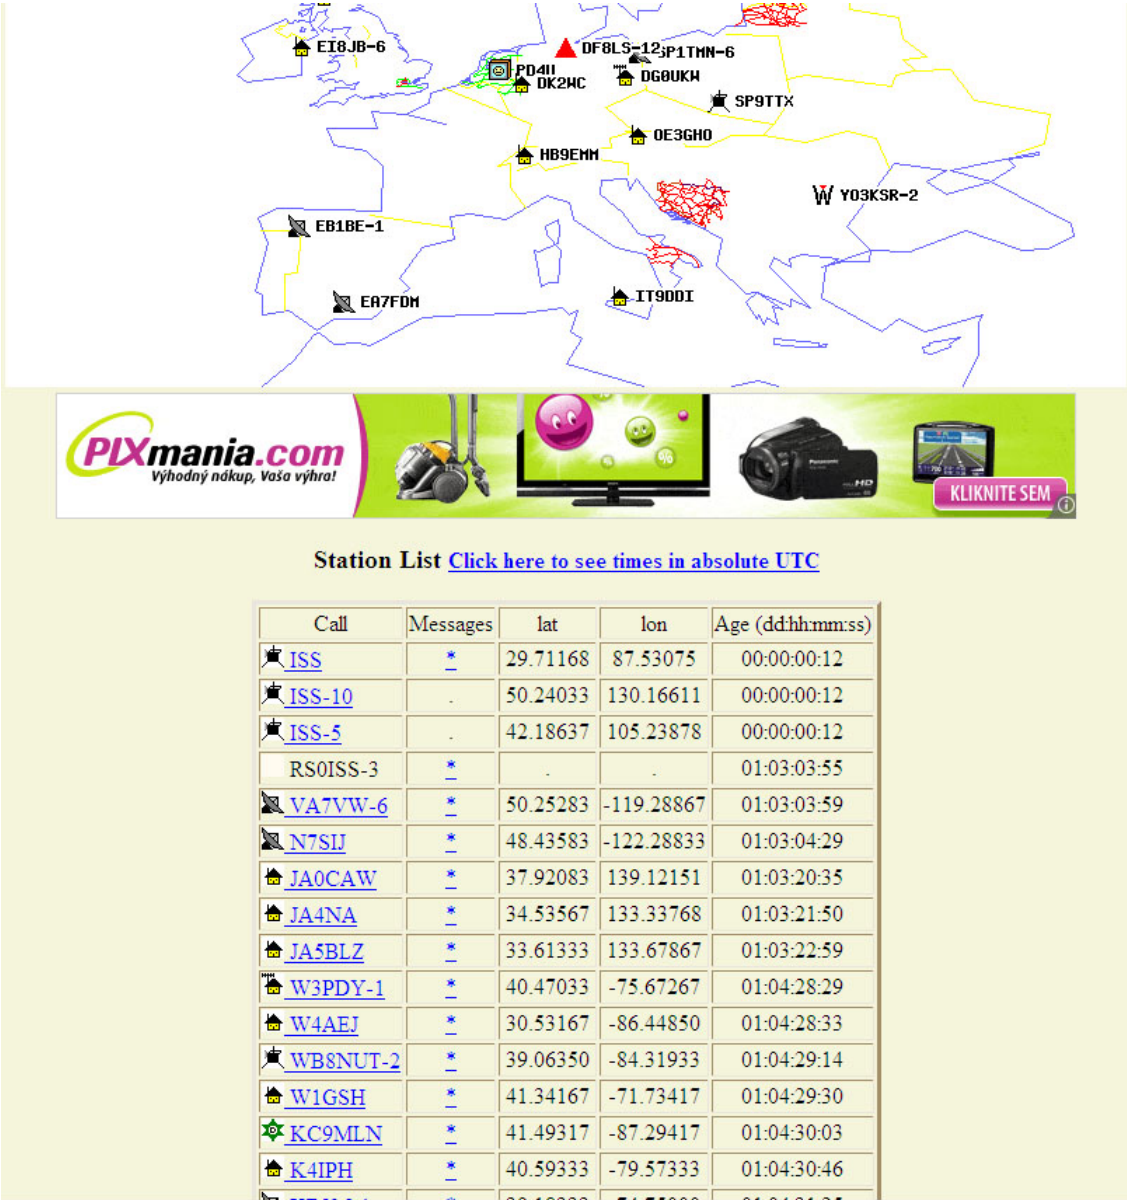 EI8JB-6
DF8LS-12
SP1TMN-6
PD4U
DK2WC
DG0UKW
SP9TTX
OE3GHO
HB9EMM
YO3KSR-2
EB1BE-1
EA7FDM
IT9DDI
PIXmania.com
Výhodný nákup, Vaša výhra!
Panasonic
HD
KLIKNITE SEM
Station List Click here to see times in absolute UTC
Call Messages lat lon Age (dd:hh:mm:ss)
ISS * 29.71168 87.53075 00:00:00:12
ISS-10 . 50.24033 130.16611 00:00:00:12
ISS-5 . 42.18637 105.23878 00:00:00:12
RS0ISS-3 * . . 01:03:03:55
VA7VW-6 * 50.25283 -119.28867 01:03:03:59
N7SIJ * 48.43583 -122.28833 01:03:04:29
JA0CAW * 37.92083 139.12151 01:03:20:35
JA4NA * 34.53567 133.33768 01:03:21:50
JA5BLZ * 33.61333 133.67867 01:03:22:59
W3PDY-1 * 40.47033 -75.67267 01:04:28:29
W4AEJ * 30.53167 -86.44850 01:04:28:33
WB8NUT-2 * 39.06350 -84.31933 01:04:29:14
W1GSH * 41.34167 -71.73417 01:04:29:30
KC9MLN * 41.49317 -87.29417 01:04:30:03
K4IPH * 40.59333 -79.57333 01:04:30:46